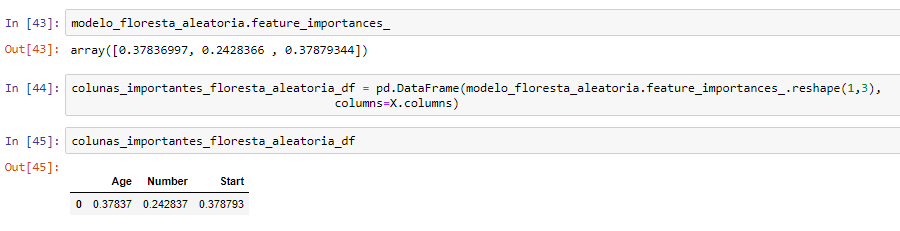 In [43]: modelo_floresta_aleatoria.feature_importances_
Out[43]: array([0.37836997, 0.2428366 , 0.37879344])
In [44]: colunas_importantes_floresta_aleatoria_df = pd.DataFrame(modelo_floresta_aleatoria.feature_importances_.reshape(1,3),
columns=X.columns)
In [45]: colunas_importantes_floresta_aleatoria_df
Out[45]:
Age Number Start
0 0.37837 0.242837 0.378793